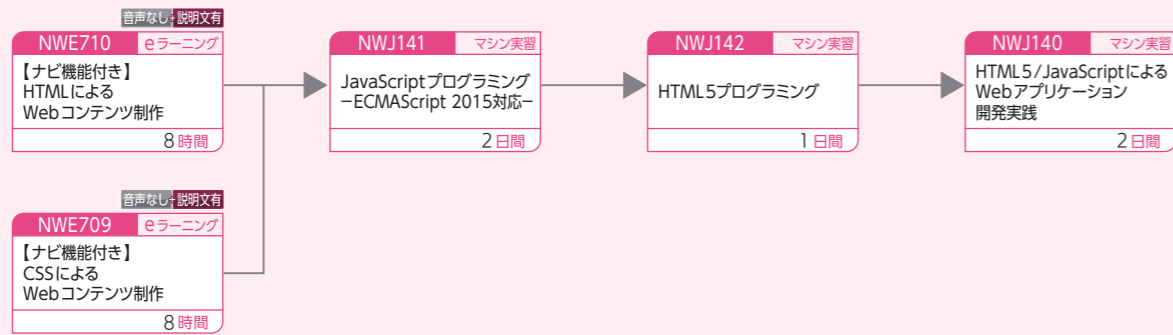 音声なし+説明文有
NWE710 eラーニング
【ナビ機能付き】
HTMLによる
Webコンテンツ制作
8時間
NWJ141 マシン実習
JavaScriptプログラミング
−ECMAScript 2015対応−
2日間
NWJ142 マシン実習
HTML5プログラミング
1日間
NWJ140 マシン実習
HTML5/JavaScriptによる
Webアプリケーション
開発実践
2日間
音声なし+説明文有
NWE709 eラーニング
【ナビ機能付き】
CSSによる
Webコンテンツ制作
8時間